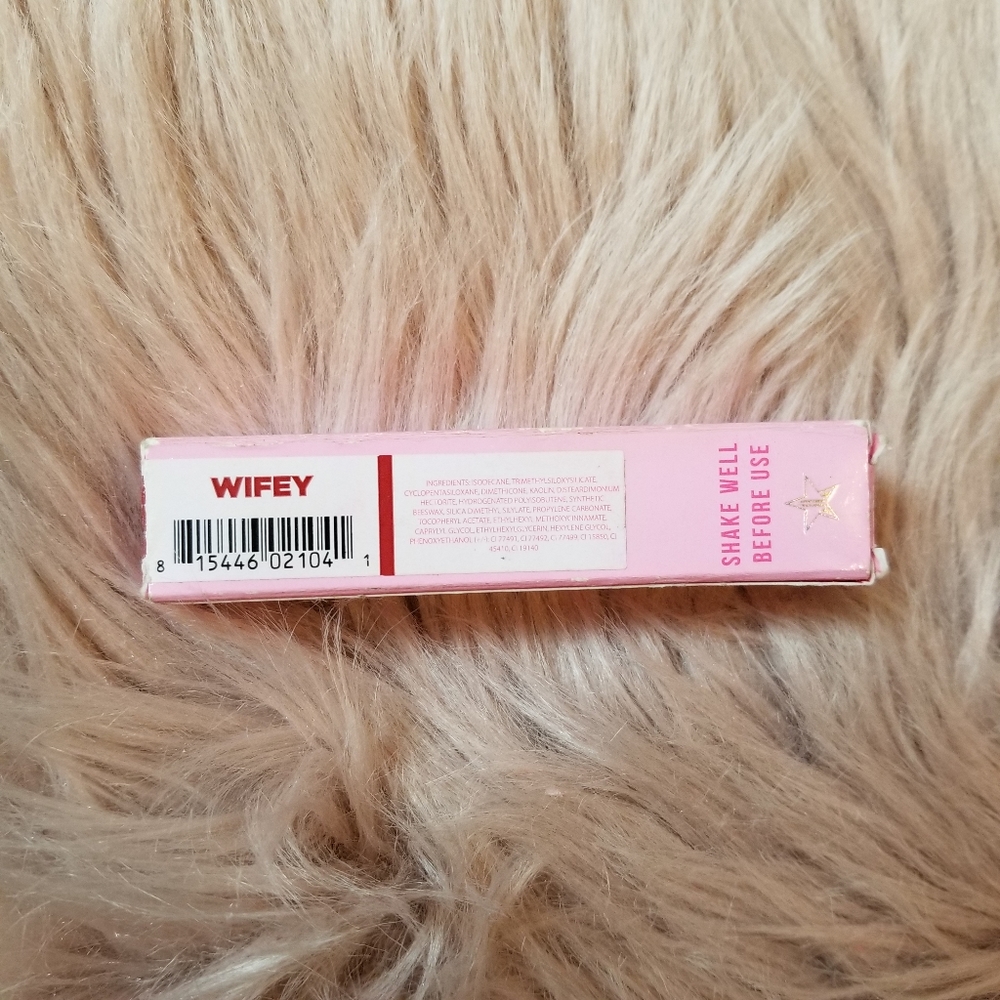 WIFEY
8 15446 02104 1
INGREDIENTS: ISODECANE, TRIMETHYLSILOXYSILICATE,
CYCLOPENTASILOXANE, DIMETHICONE, KAOLIN, DISTEARDIMONIUM
HECTORITE, HYDROGENATED POLYISOBUTENE, SYNTHETIC
BEESWAX, SILICA DIMETHYL SILYLATE, PROPYLENE CARBONATE,
TOCOPHERYL ACETATE, ETHYLHEXYL METHOXYCINNAMATE,
CAPRYLYL GLYCOL, ETHYLHEXYLGLYCERIN, HEXYLENE GLYCOL,
PHENOXYETHANOL CI 77491, CI 77492, CI 77499, CI 15850, CI
45410, CI 19140
SHAKE WELL
BEFORE USE